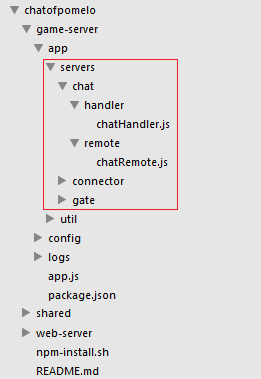 chatofpomelo
game-server
app
servers
chat
handler
chatHandler.js
remote
chatRemote.js
connector
gate
util
config
logs
app.js
package.json
shared
web-server
npm-install.sh
README.md